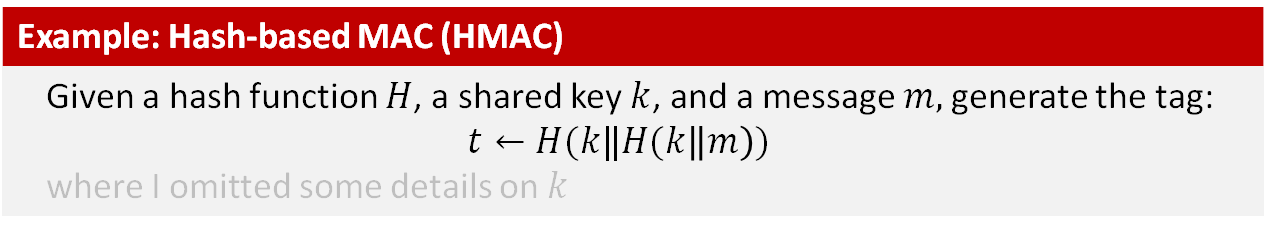 Example: Hash-based MAC (HMAC)
Given a hash function 𝐻, a shared key 𝑘, and a message 𝑚, generate the tag:
𝑡 ← 𝐻(𝑘‖𝐻(𝑘‖𝑚))
where I omitted some details on 𝑘